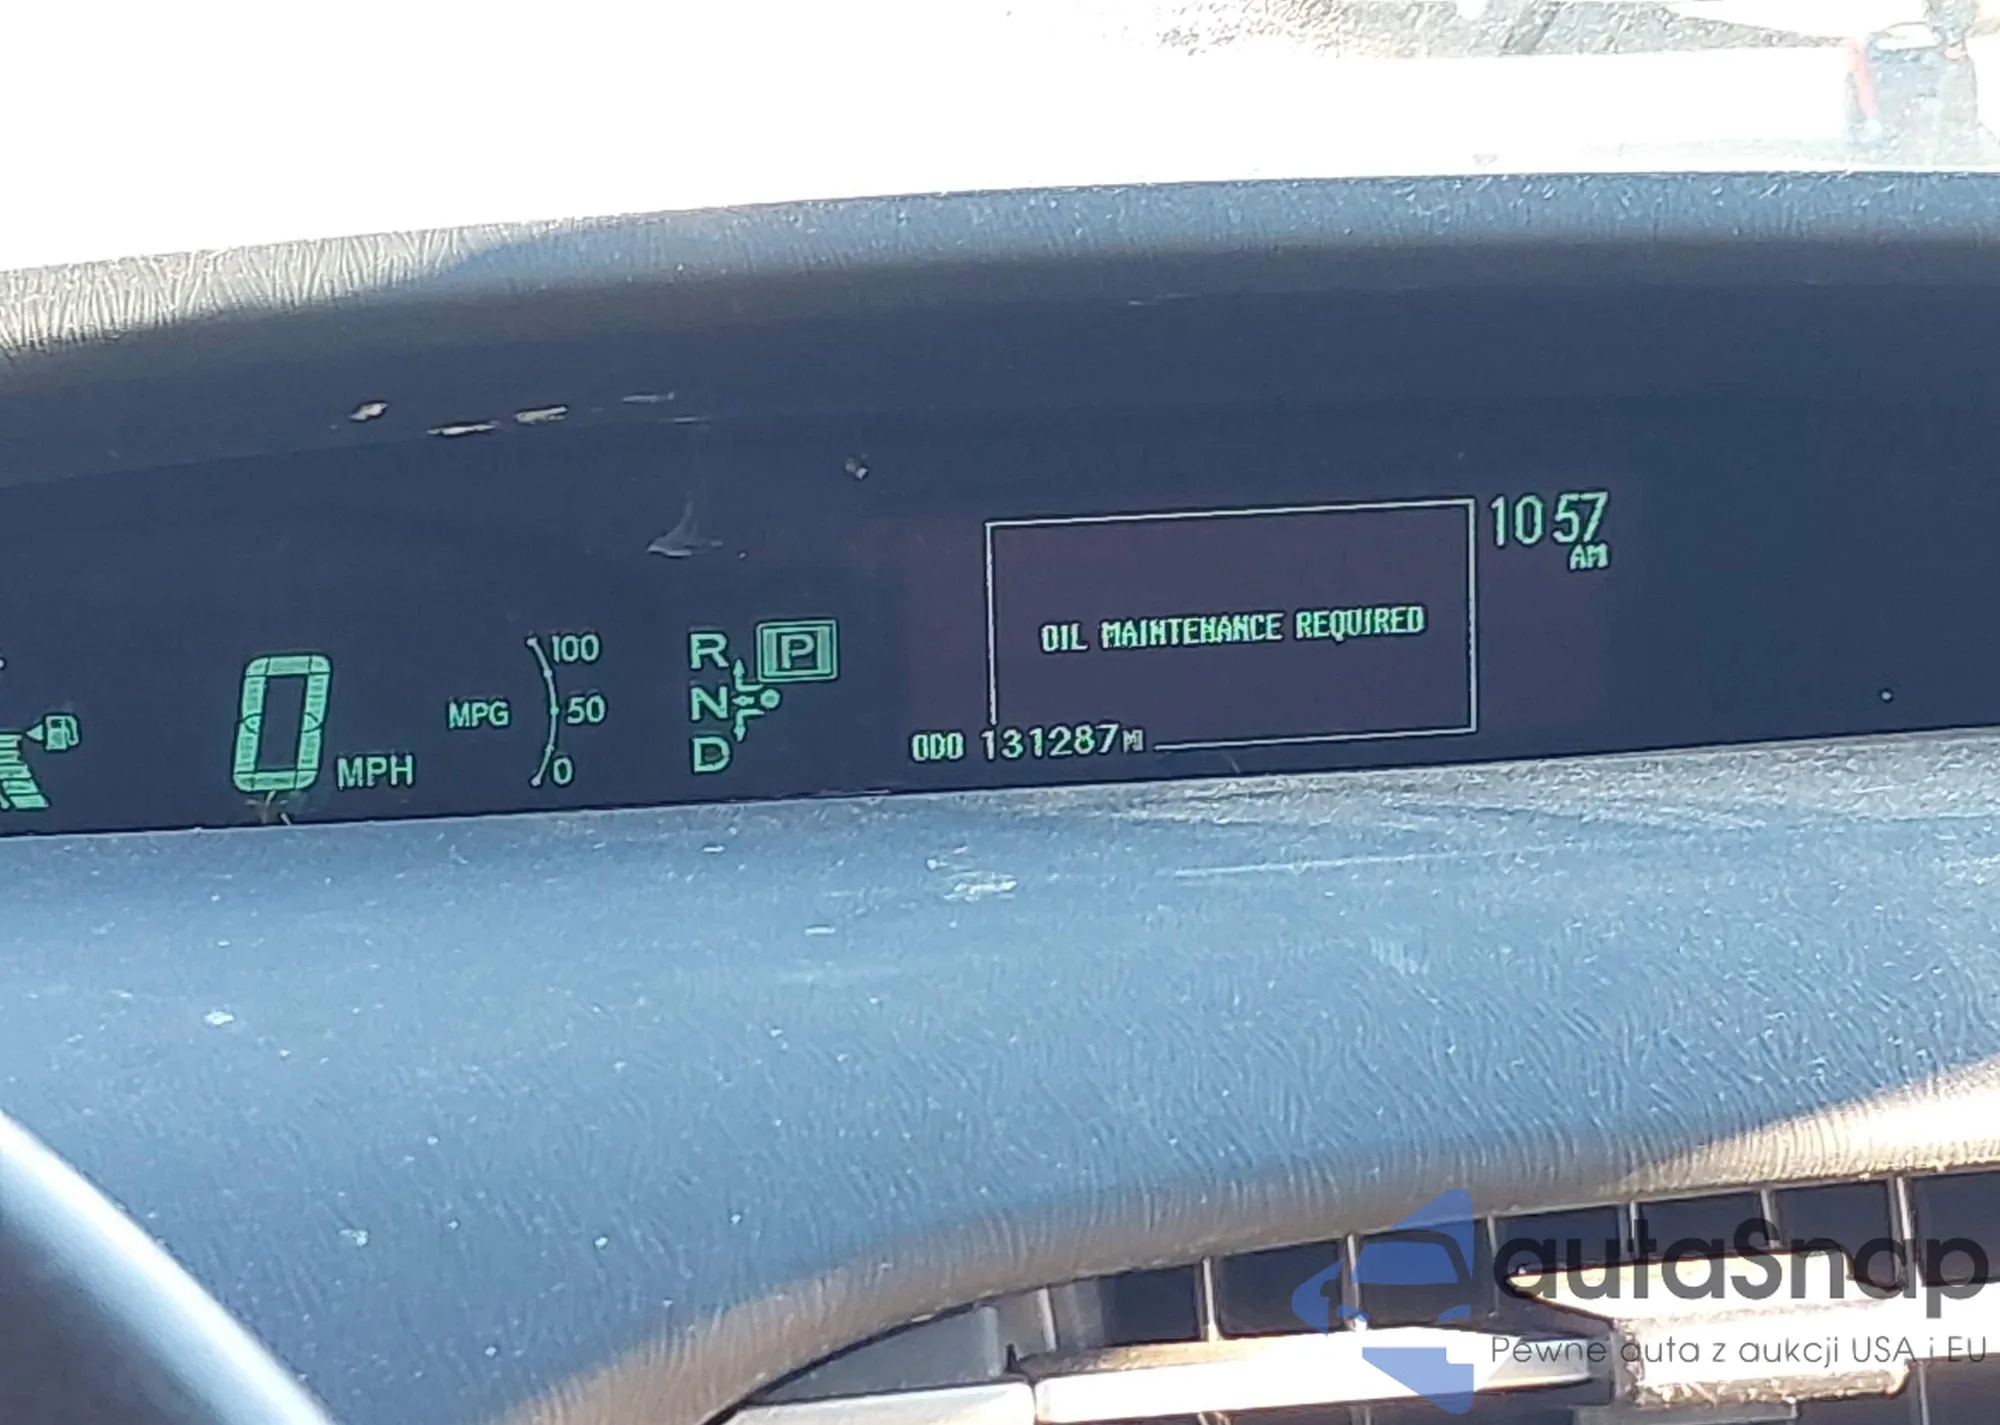 10 57
AM
OIL MAINTENANCE REQUIRED
0
MPH
MPG
100
50
0
R
P
N
D
ODO 131287M
autaSnap
Pewne auta z aukcji USA i EU